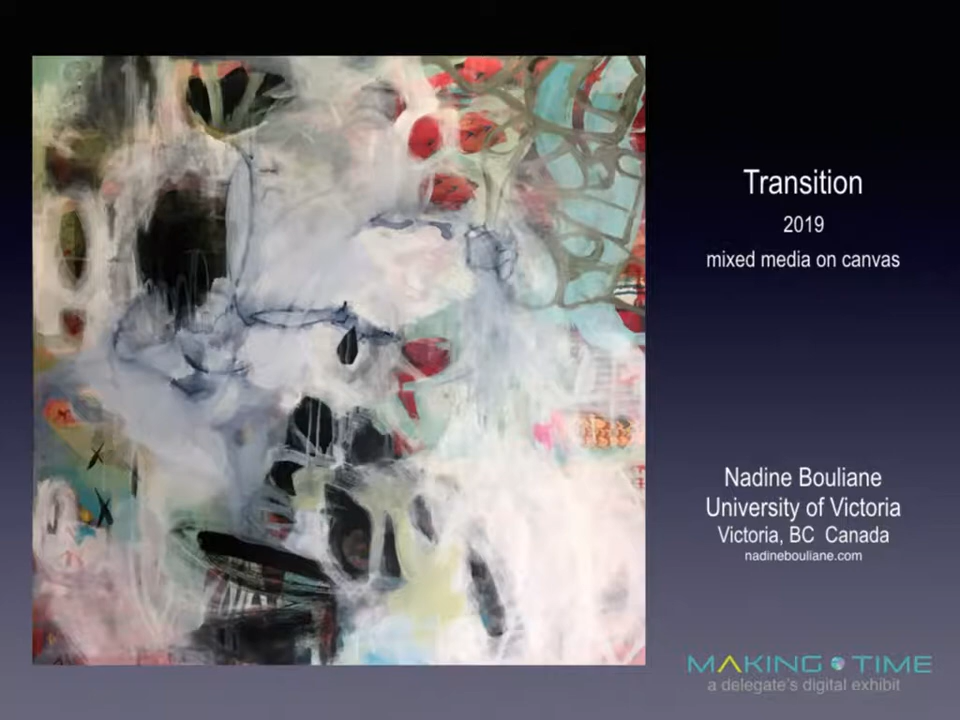 Transition
2019
mixed media on canvas
Nadine Bouliane
University of Victoria
Victoria, BC Canada
nadinebouliane.com
MAKING TIME
a delegate's digital exhibit